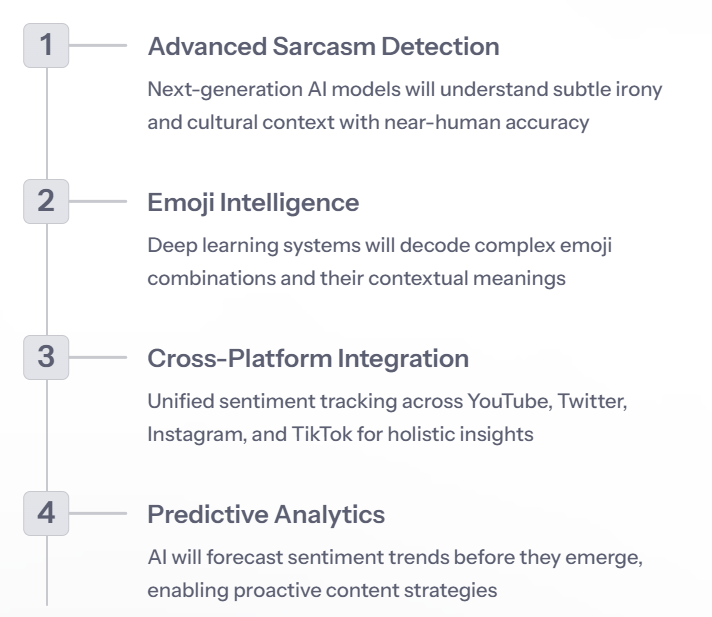 1
Advanced Sarcasm Detection
Next-generation AI models will understand subtle irony
and cultural context with near-human accuracy
2
Emoji Intelligence
Deep learning systems will decode complex emoji
combinations and their contextual meanings
3
Cross-Platform Integration
Unified sentiment tracking across YouTube, Twitter,
Instagram, and TikTok for holistic insights
4
Predictive Analytics
AI will forecast sentiment trends before they emerge,
enabling proactive content strategies